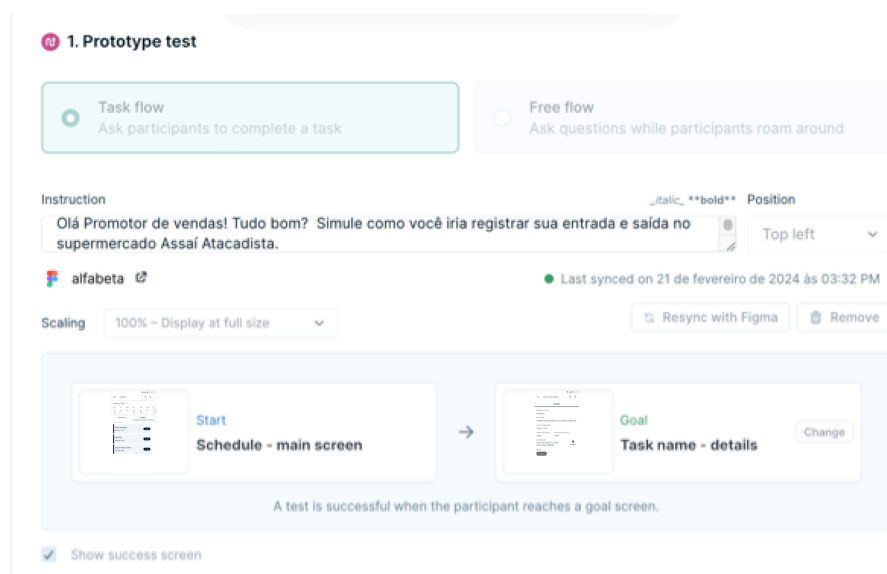 1. Prototype test
Task flow
Ask participants to complete a task
Free flow
Ask questions while participants roam around
Instruction
_italic_ **bold**
Position
Olá Promotor de vendas! Tudo bom? Simule como você iria registrar sua entrada e saída no
supermercado Assaí Atacadista.
Top left
alfabeta
Last synced on 21 de fevereiro de 2024 às 03:32 PM
Scaling
100% – Display at full size
Resync with Figma
Remove
Start
Schedule - main screen
Goal
Task name - details
Change
A test is successful when the participant reaches a goal screen.
Show success screen